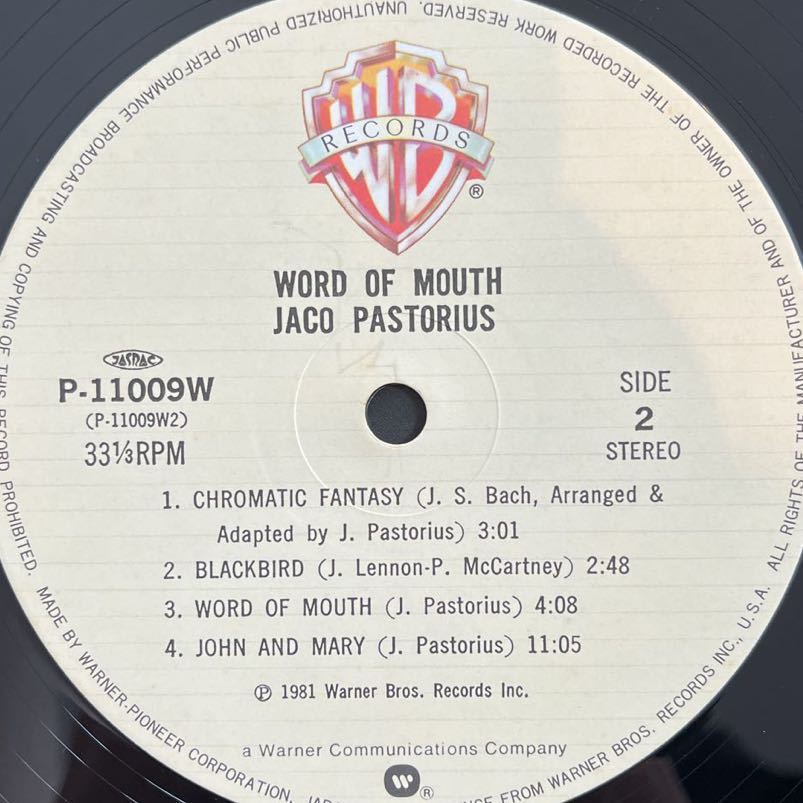 WB
RECORDS
®
WORD OF MOUTH
JACO PASTORIUS
JASRAC
P-11009W
(P-11009W2)
33⅓RPM
SIDE
2
STEREO
1. CHROMATIC FANTASY (J. S. Bach, Arranged &
Adapted by J. Pastorius) 3:01
2. BLACKBIRD (J. Lennon-P. McCartney) 2:48
3. WORD OF MOUTH (J. Pastorius) 4:08
4. JOHN AND MARY (J. Pastorius) 11:05
Ⓟ 1981 Warner Bros. Records Inc.
a Warner Communications Company
®
MADE BY WARNER-PIONEER CORPORATION,
FROM WARNER BROS. RECORDS INC., U.S.A. ALL RIGHTS OF THE MANUFACTURER AND OF THE OWNER OF THE RECORDED WORK RESERVED. UNAUTHORIZED PUBLIC PERFORMANCE BROADCASTING AND COPYING OF THIS RECORD PROHIBITED.